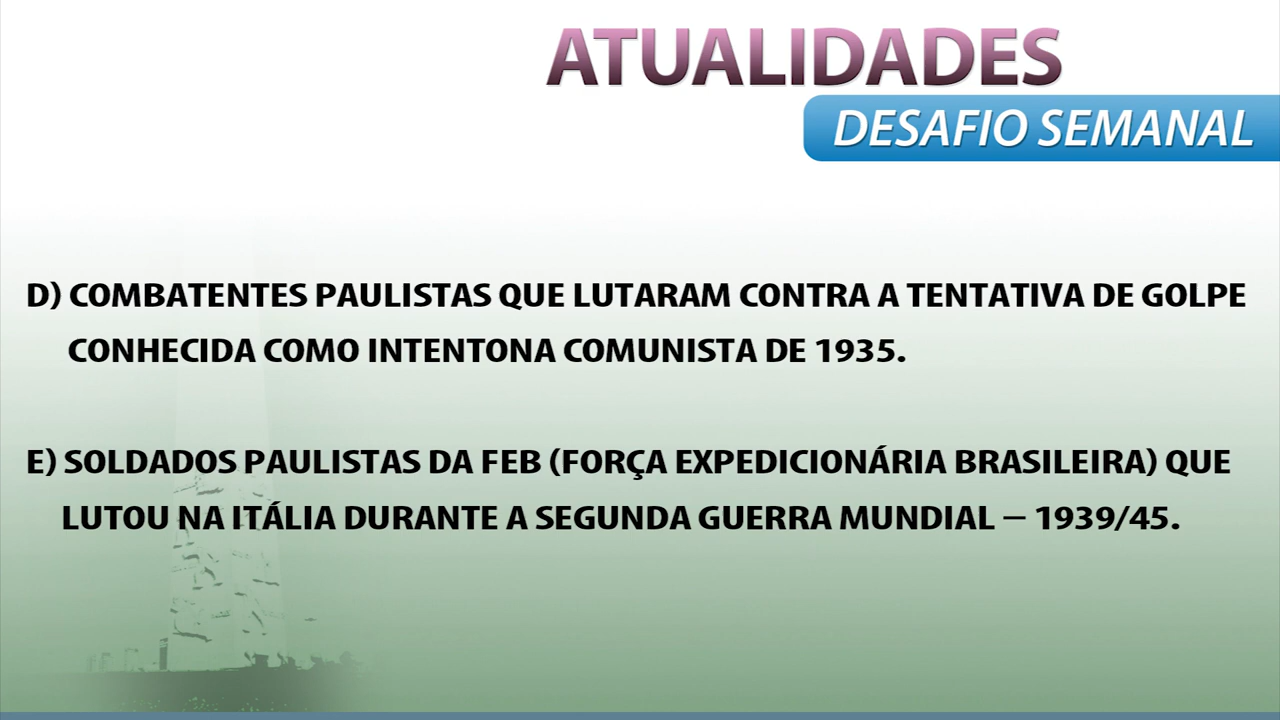 ATUALIDADES
DESAFIO SEMANAL
D) COMBATENTES PAULISTAS QUE LUTARAM CONTRA A TENTATIVA DE GOLPE
CONHECIDA COMO INTENTONA COMUNISTA DE 1935.
E) SOLDADOS PAULISTAS DA FEB (FORÇA EXPEDICIONÁRIA BRASILEIRA) QUE
LUTOU NA ITÁLIA DURANTE A SEGUNDA GUERRA MUNDIAL – 1939/45.